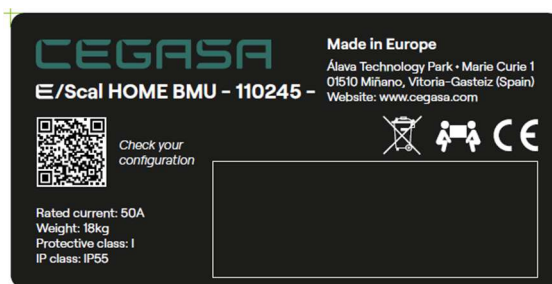 CEGASA
E/Scal HOME BMU - 110245 -
Made in Europe
Álava Technology Park • Marie Curie 1
01510 Miñano, Vitoria-Gasteiz (Spain)
Website: www.cegasa.com
Check your
configuration
CE
Rated current: 50A
Weight: 18kg
Protective class: I
IP class: IP55